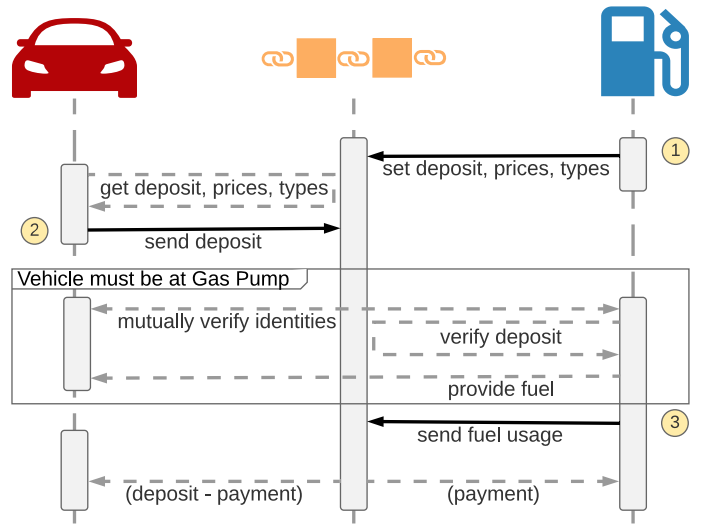 1
set deposit, prices, types
get deposit, prices, types
2
send deposit
Vehicle must be at Gas Pump
mutually verify identities
verify deposit
provide fuel
3
send fuel usage
(deposit - payment)
(payment)